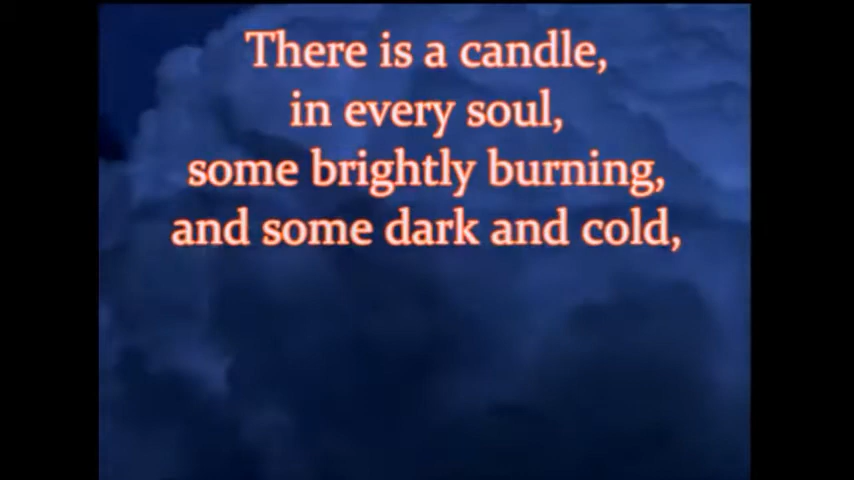 There is a candle,
in every soul,
some brightly burning,
and some dark and cold,